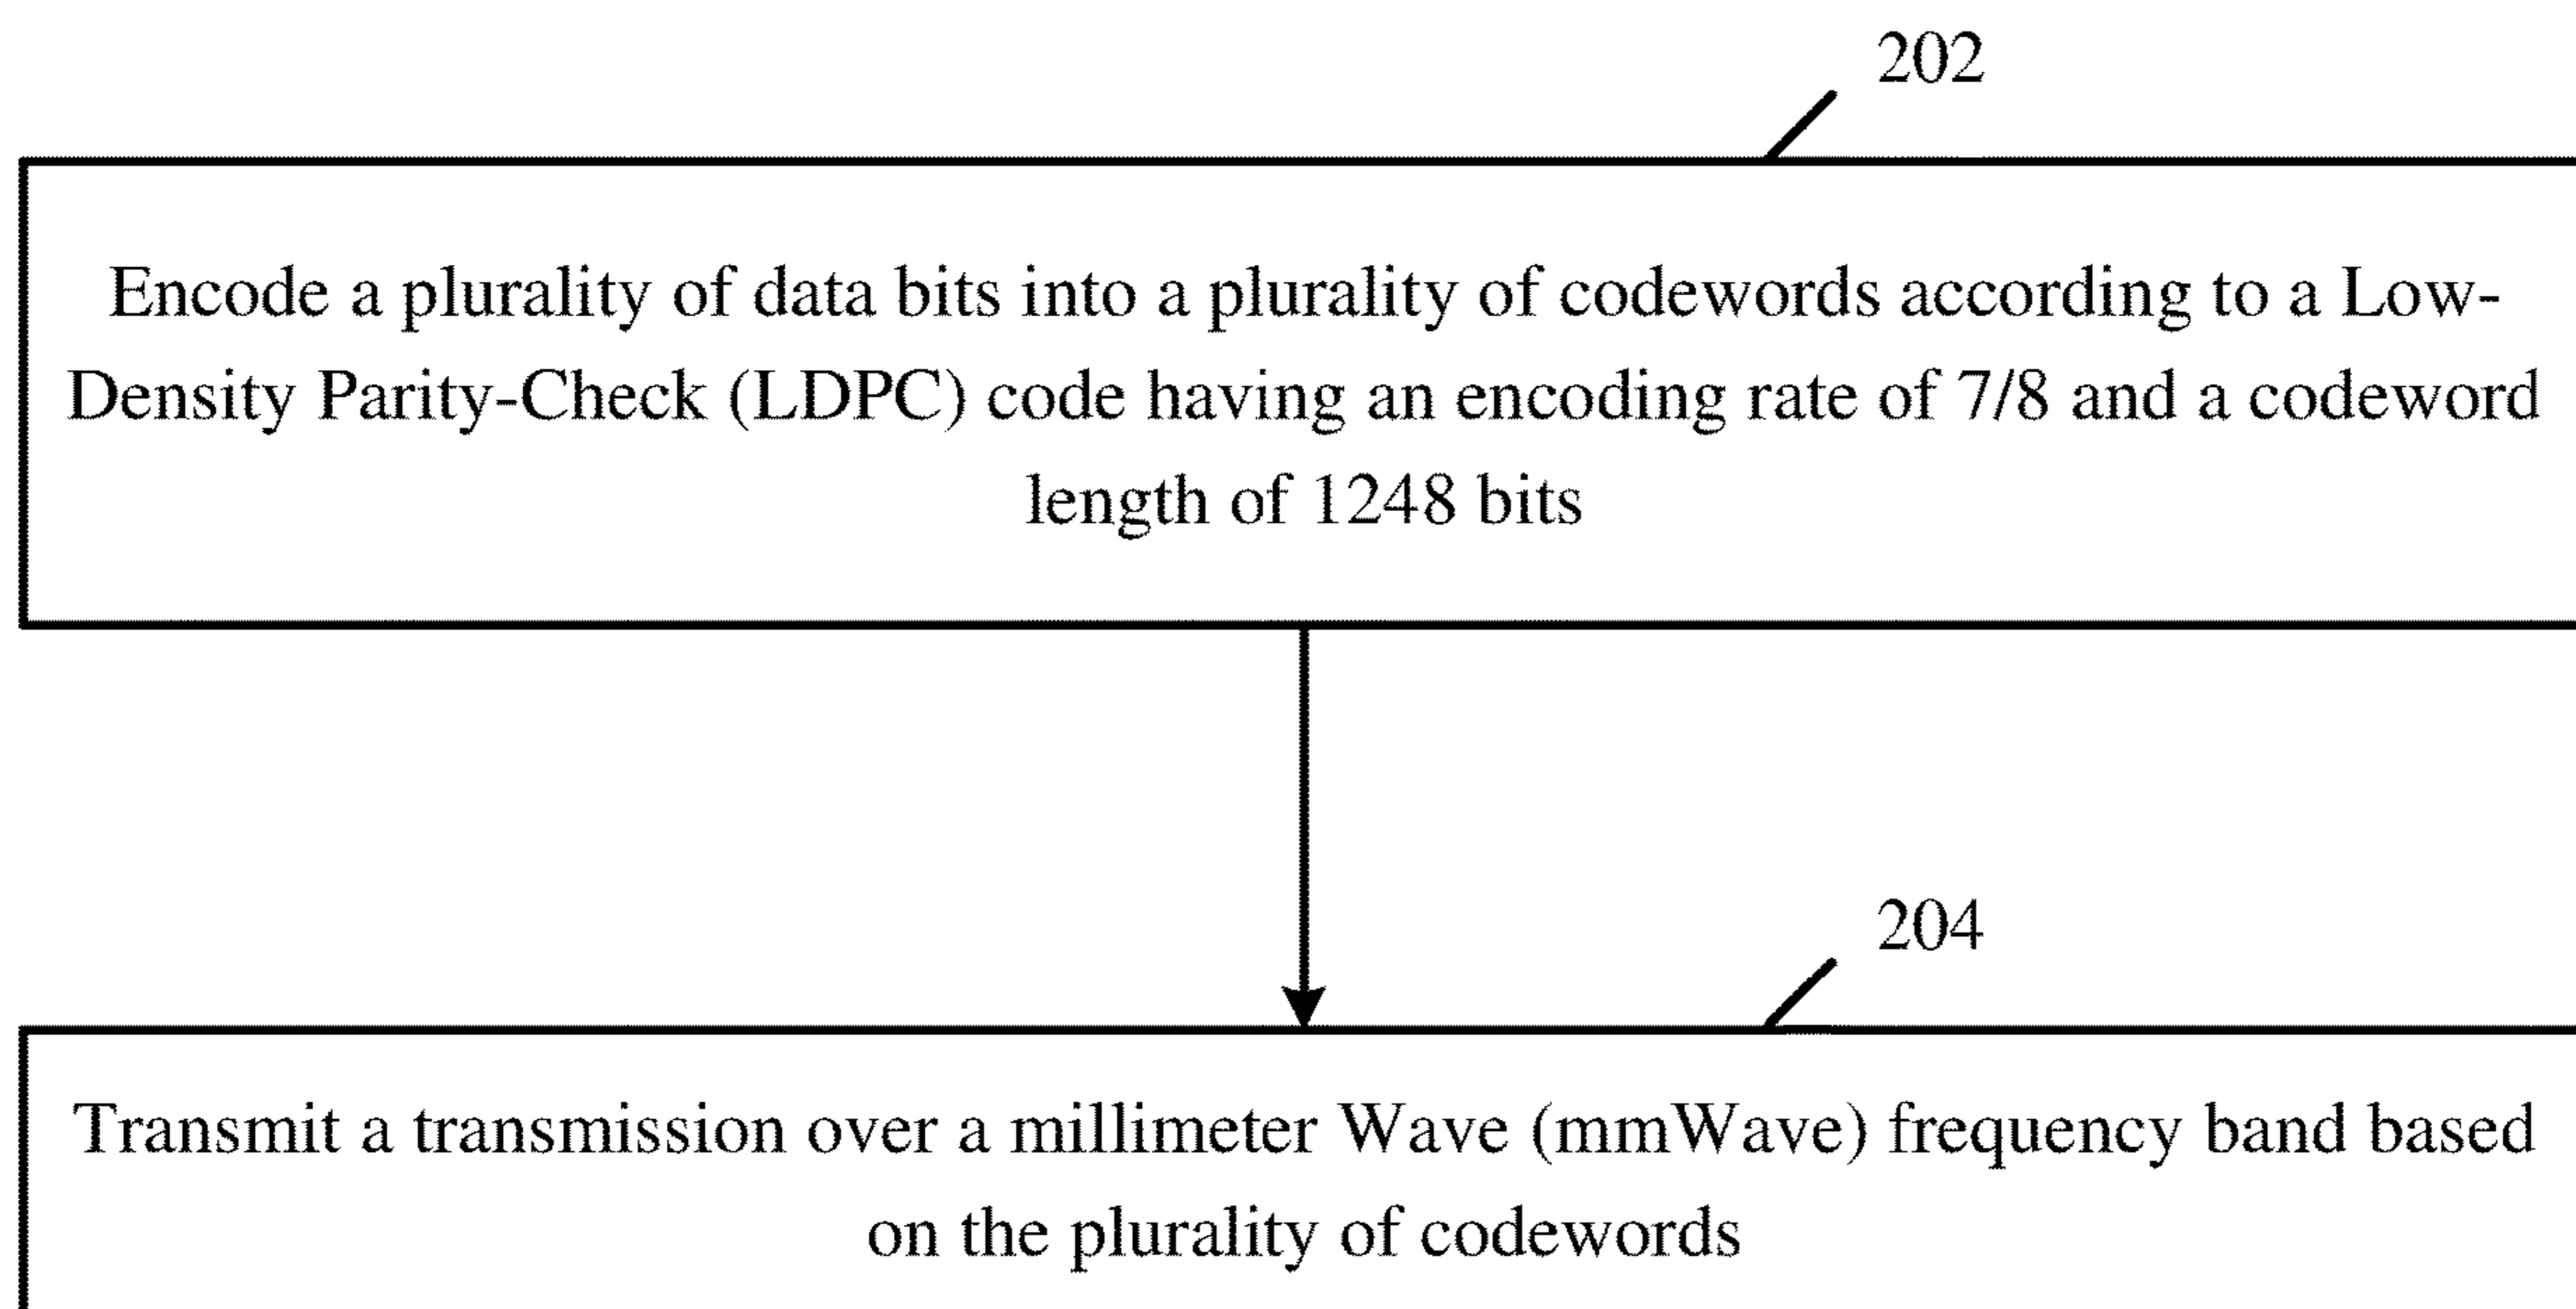 202
Encode a plurality of data bits into a plurality of codewords according to a Low-
Density Parity-Check (LDPC) code having an encoding rate of 7/8 and a codeword
length of 1248 bits
204
Transmit a transmission over a millimeter Wave (mmWave) frequency band based
on the plurality of codewords